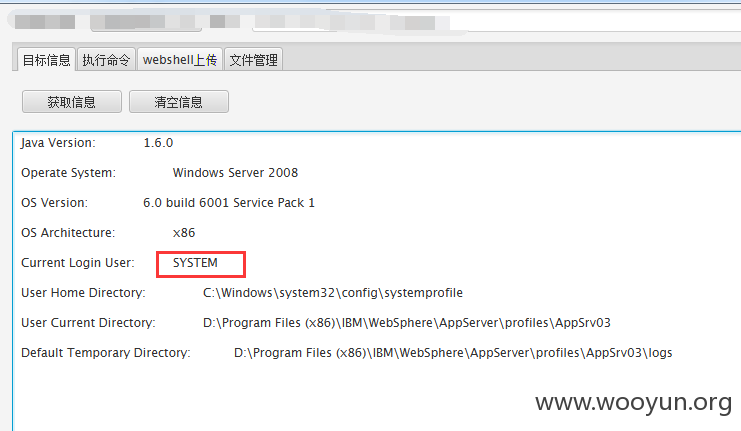 目标信息 执行命令 webshell上传 文件管理
获取信息 清空信息
Java Version: 1.6.0
Operate System: Windows Server 2008
OS Version: 6.0 build 6001 Service Pack 1
OS Architecture: x86
Current Login User: SYSTEM
User Home Directory: C:\Windows\system32\config\systemprofile
User Current Directory: D:\Program Files (x86)\IBM\WebSphere\AppServer\profiles\AppSrv03
Default Temporary Directory: D:\Program Files (x86)\IBM\WebSphere\AppServer\profiles\AppSrv03\logs
www.wooyun.org